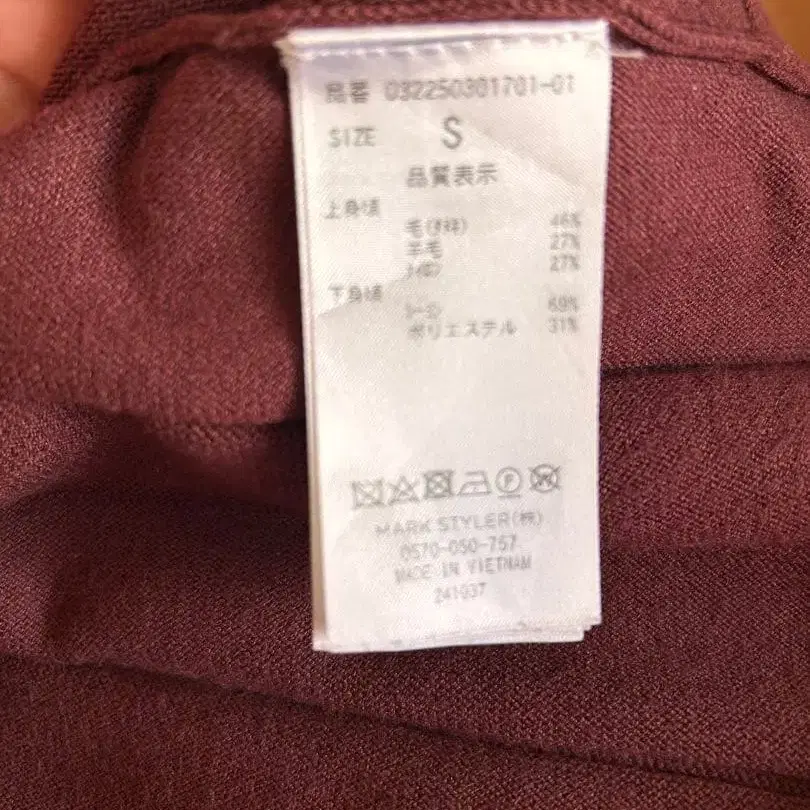 品番 032250301701-01
SIZE S
品質表示
上身頃
毛 46%
羊毛 27%
27%
下身頃
69%
ポリエステル 31%
MARK STYLER(株)
0570-050-757
MADE IN VIETNAM
241037